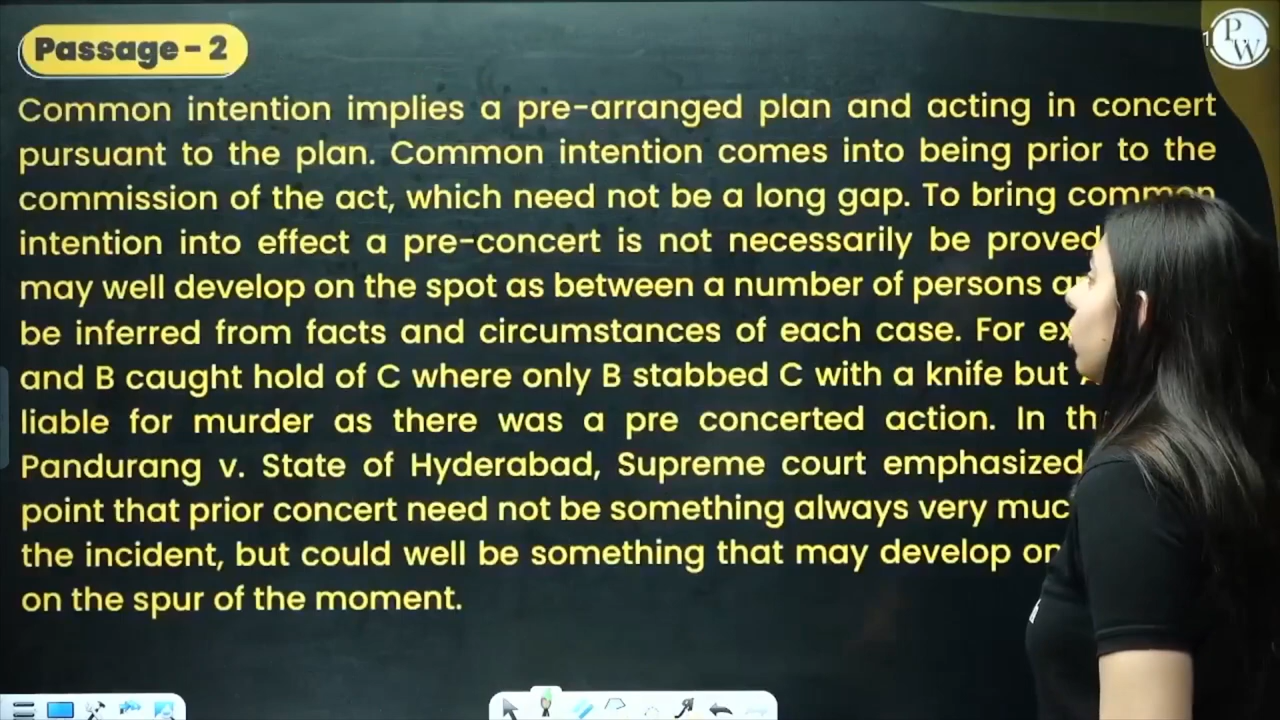 Passage - 2
PW
Common intention implies a pre-arranged plan and acting in concert
pursuant to the plan. Common intention comes into being prior to the
commission of the act, which need not be a long gap. To bring common
intention into effect a pre-concert is not necessarily be proved
may well develop on the spot as between a number of persons
be inferred from facts and circumstances of each case. For
and B caught hold of C where only B stabbed C with a knife but
liable for murder as there was a pre concerted action. In
Pandurang v. State of Hyderabad, Supreme court emphasized
point that prior concert need not be something always very
the incident, but could well be something that may develop on
on the spur of the moment.